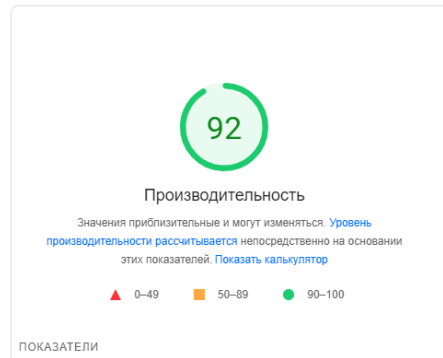 92
Производительность
Значения приблизительные и могут изменяться. Уровень
производительности рассчитывается непосредственно на основании
этих показателей. Показать калькулятор
0–49 50–89 90–100
ПОКАЗАТЕЛИ